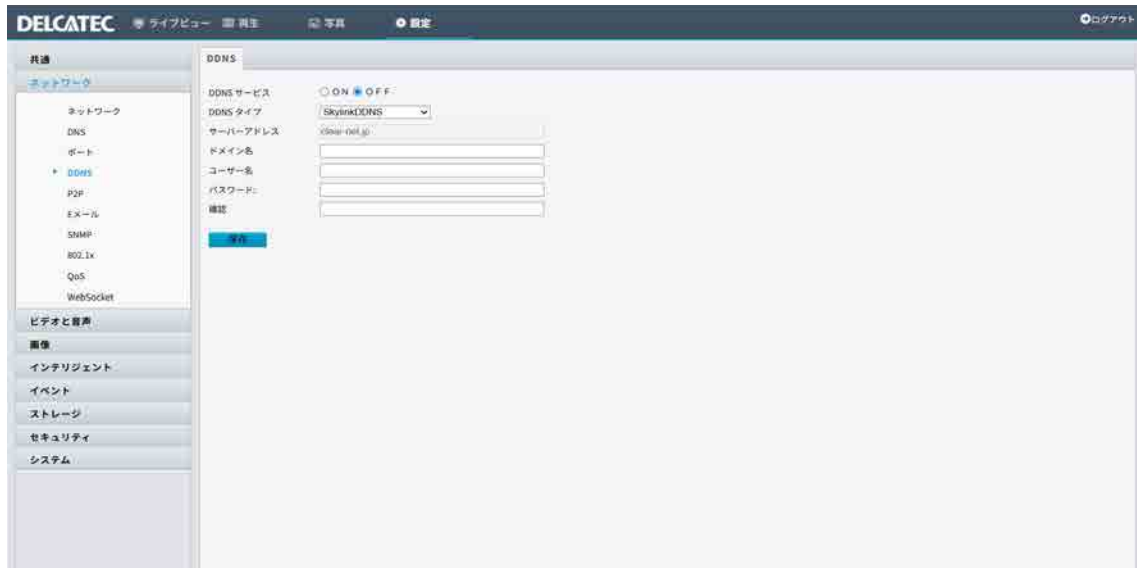 DELCATEC ライブビュー 再生 写真 設定 ログアウト
共通
ネットワーク
ネットワーク
DNS
ポート
DDNS
P2P
Eメール
SNMP
802.1x
QoS
WebSocket
ビデオと音声
画像
インテリジェント
イベント
ストレージ
セキュリティ
システム
DDNS
DDNS サービス ON OFF
DDNS タイプ SkylinkDDNS
サーバーアドレス
ドメイン名
ユーザー名
パスワード:
確認
保存